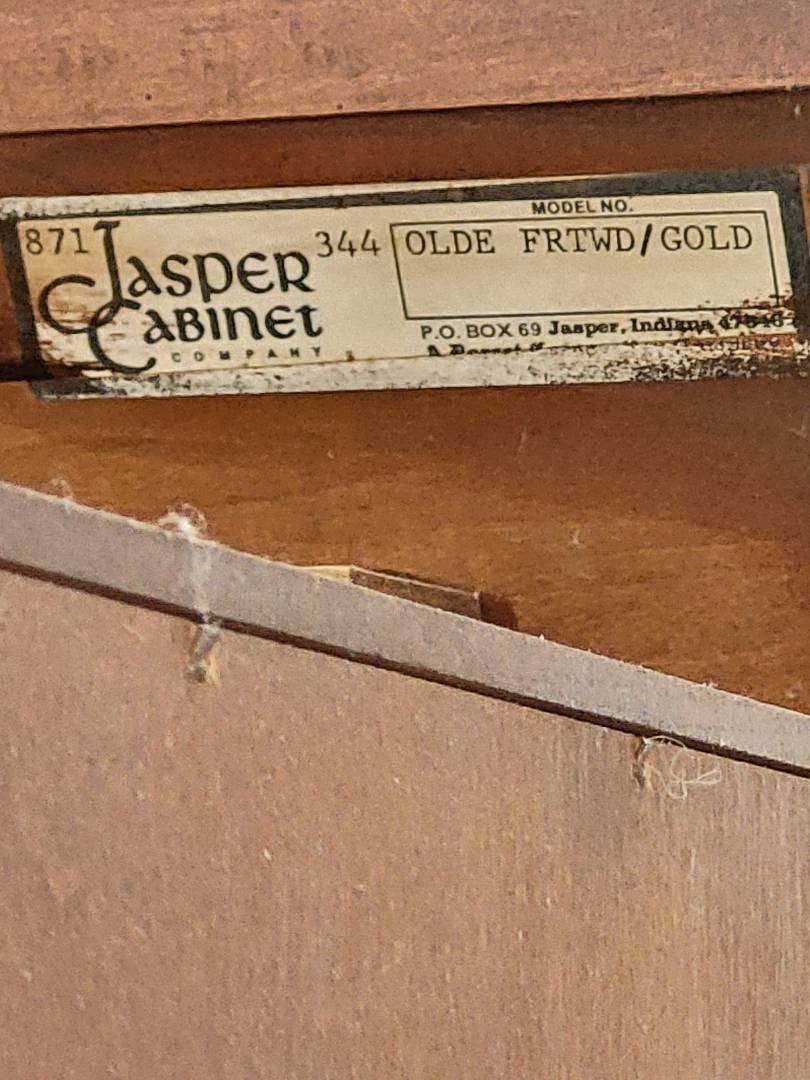 MODEL NO.
871 JASPER 344 OLDE FRTWD/GOLD
CABINET
COMPANY
P.O. BOX 69 Jasper, Indiana
A